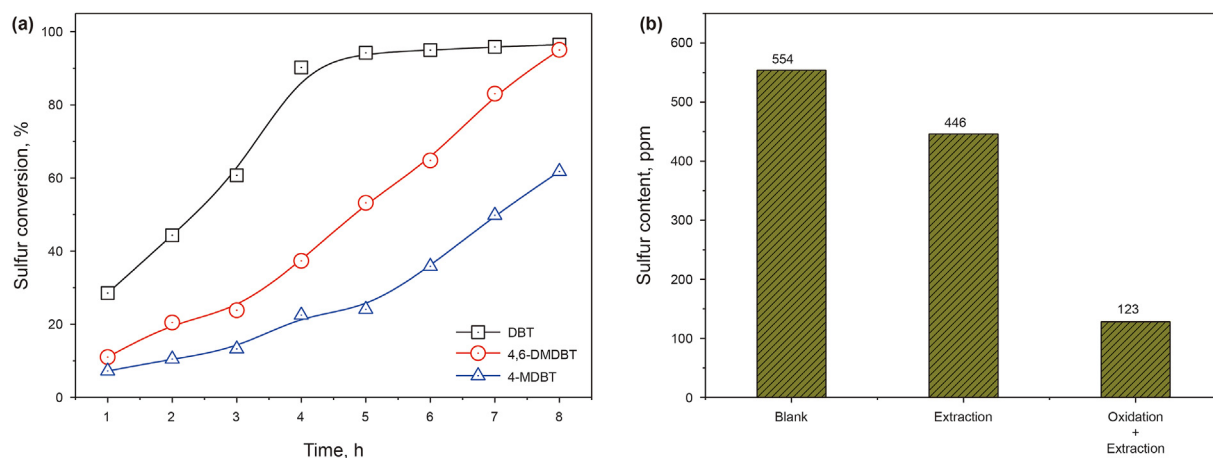 (a)
Sulfur conversion, %
100
80
60
40
20
0
1 2 3 4 5 6 7 8
Time, h
DBT
4,6-DMDBT
4-MDBT
(b)
Sulfur content, ppm
600
500
400
300
200
100
0
554
446
123
Blank
Extraction
Oxidation
+
Extraction